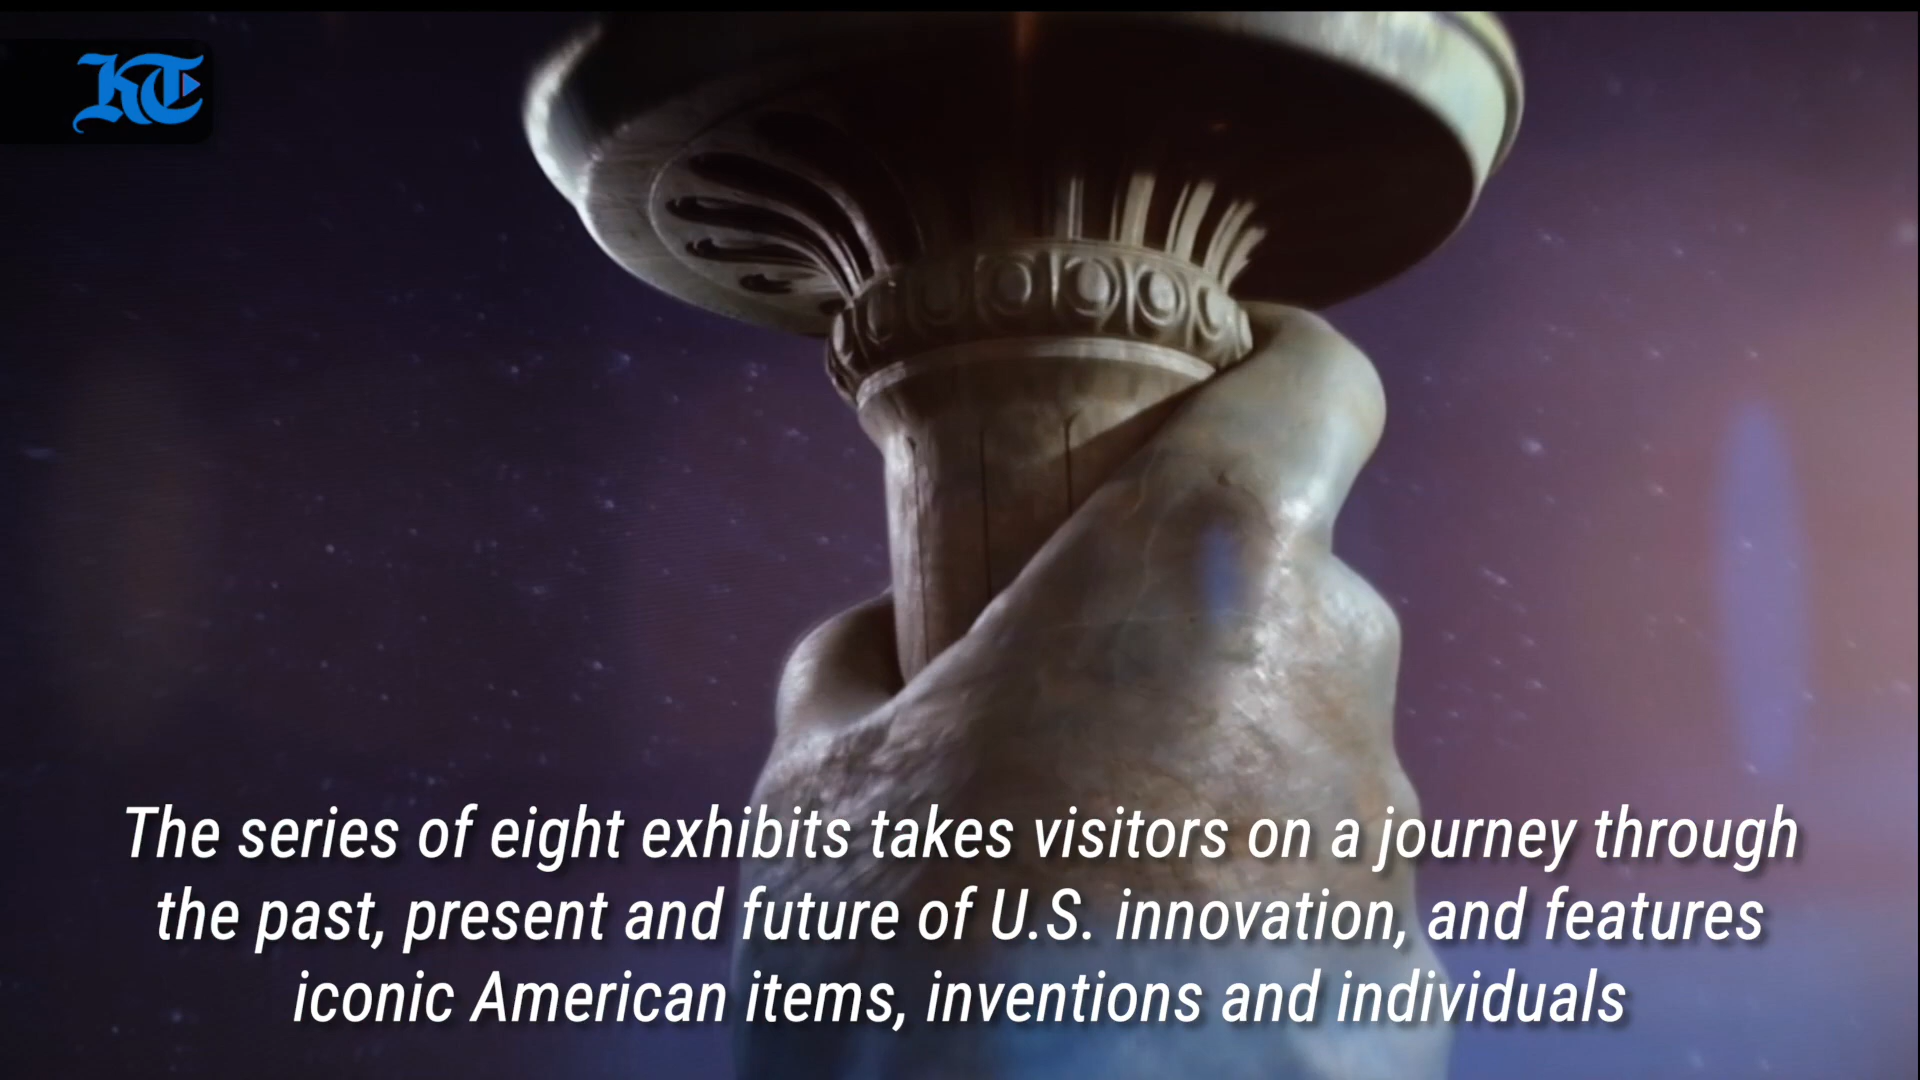 KT
The series of eight exhibits takes visitors on a journey through
the past, present and future of U.S. innovation, and features
iconic American items, inventions and individuals